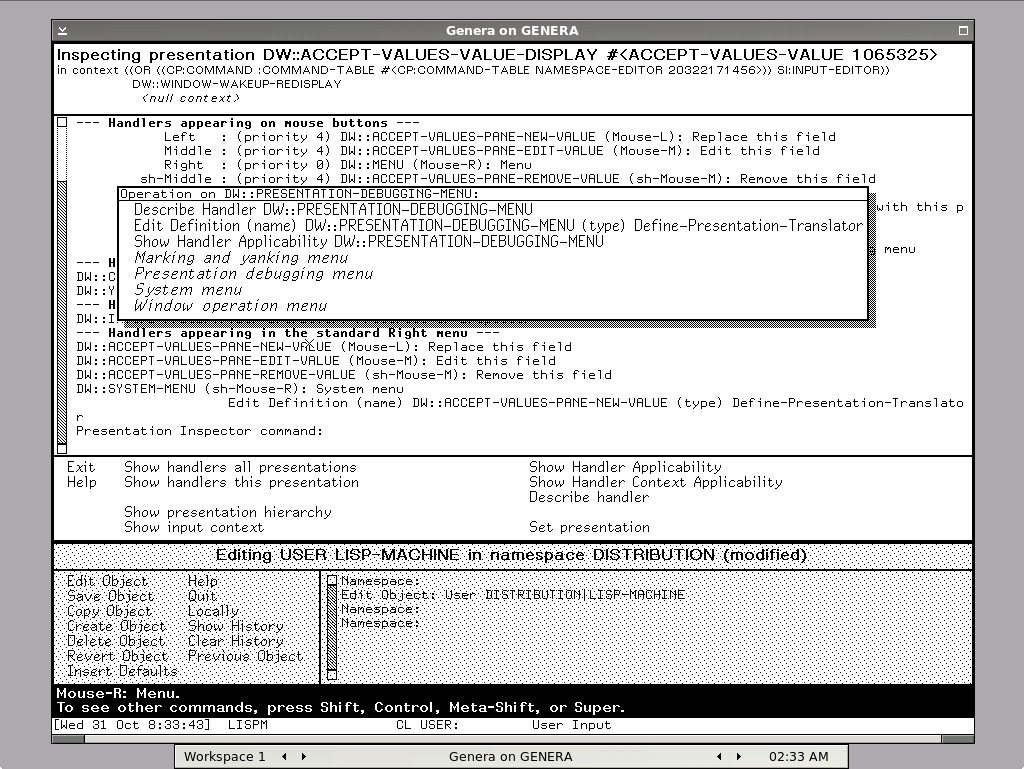 Genera on GENERA
Inspecting presentation DW::ACCEPT-VALUES-VALUE-DISPLAY #<ACCEPT-VALUES-VALUE 1065325>
in context ((OR ((CP:COMMAND :COMMAND-TABLE #<CP:COMMAND-TABLE NAMESPACE-EDITOR 20322171456>)) SI:INPUT-EDITOR))
DW::WINDOW-WAKEUP-REDISPLAY
<null context>
--- Handlers appearing on mouse buttons ---
Left : (priority 4) DW::ACCEPT-VALUES-PANE-NEW-VALUE (Mouse-L): Replace this field
Middle : (priority 4) DW::ACCEPT-VALUES-PANE-EDIT-VALUE (Mouse-M): Edit this field
Right : (priority 0) DW::MENU (Mouse-R): Menu
sh-Middle : (priority 4) DW::ACCEPT-VALUES-PANE-REMOVE-VALUE (sh-Mouse-M): Remove this field
Operation on DW::PRESENTATION-DEBUGGING-MENU:
Describe Handler DW::PRESENTATION-DEBUGGING-MENU
with this p
Edit Definition (name) DW::PRESENTATION-DEBUGGING-MENU (type) Define-Presentation-Translator
Show Handler Applicability DW::PRESENTATION-DEBUGGING-MENU
menu
Marking and yanking menu
--- H
Presentation debugging menu
DW::C
System menu
DW::Y
Window operation menu
--- H
DW::I
--- Handlers appearing in the standard Right menu ---
DW::ACCEPT-VALUES-PANE-NEW-VALUE (Mouse-L): Replace this field
DW::ACCEPT-VALUES-PANE-EDIT-VALUE (Mouse-M): Edit this field
DW::ACCEPT-VALUES-PANE-REMOVE-VALUE (sh-Mouse-M): Remove this field
DW::SYSTEM-MENU (sh-Mouse-R): System menu
Edit Definition (name) DW::ACCEPT-VALUES-PANE-NEW-VALUE (type) Define-Presentation-Translato
r
Presentation Inspector command:
Exit Show handlers all presentations Show Handler Applicability
Help Show handlers this presentation Show Handler Context Applicability
Describe handler
Show presentation hierarchy
Show input context Set presentation
Editing USER LISP-MACHINE in namespace DISTRIBUTION (modified)
Edit Object Help
Save Object Quit
Copy Object Locally
Create Object Show History
Delete Object Clear History
Revert Object Previous Object
Insert Defaults
Namespace:
Edit Object: User DISTRIBUTION|LISP-MACHINE
Namespace:
Namespace:
Mouse-R: Menu.
To see other commands, press Shift, Control, Meta-Shift, or Super.
[Wed 31 Oct 8:33:43] LISPM CL USER: User Input
Workspace 1 Genera on GENERA 02:33 AM